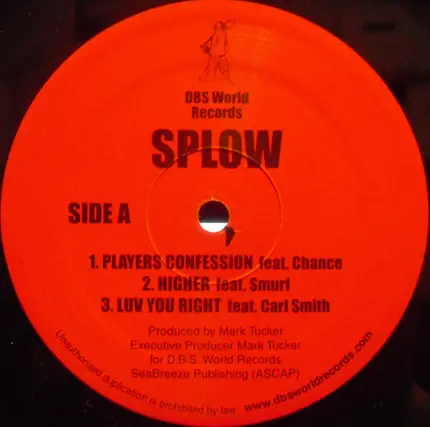 DBS World
Records
SPLOW
SIDE A
1. PLAYERS CONFESSION feat. Chance
2. HIGHER feat. Smurf
3. LUV YOU RIGHT feat. Carl Smith
Produced by Mark Tucker
Executive Producer Mark Tucker
for D.B.S. World Records
SeaBreeze Publishing (ASCAP)
Unauthorized duplication is prohibited by law www.dbsworldrecords.com